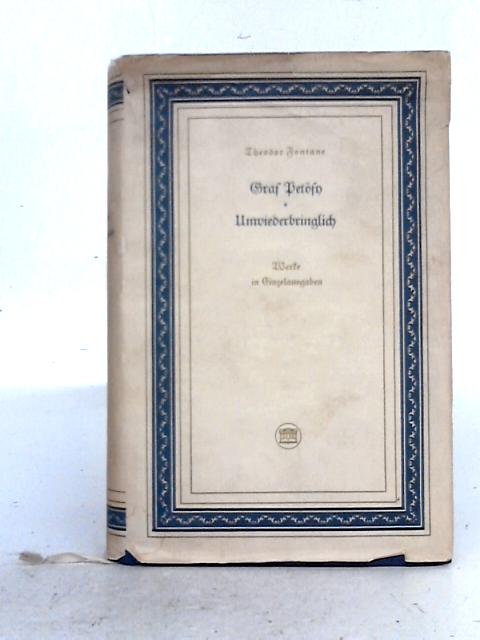 Theodor Fontane
Graf Petöfy
*
Unwiederbringlich
Werke
in Einzelausgaben